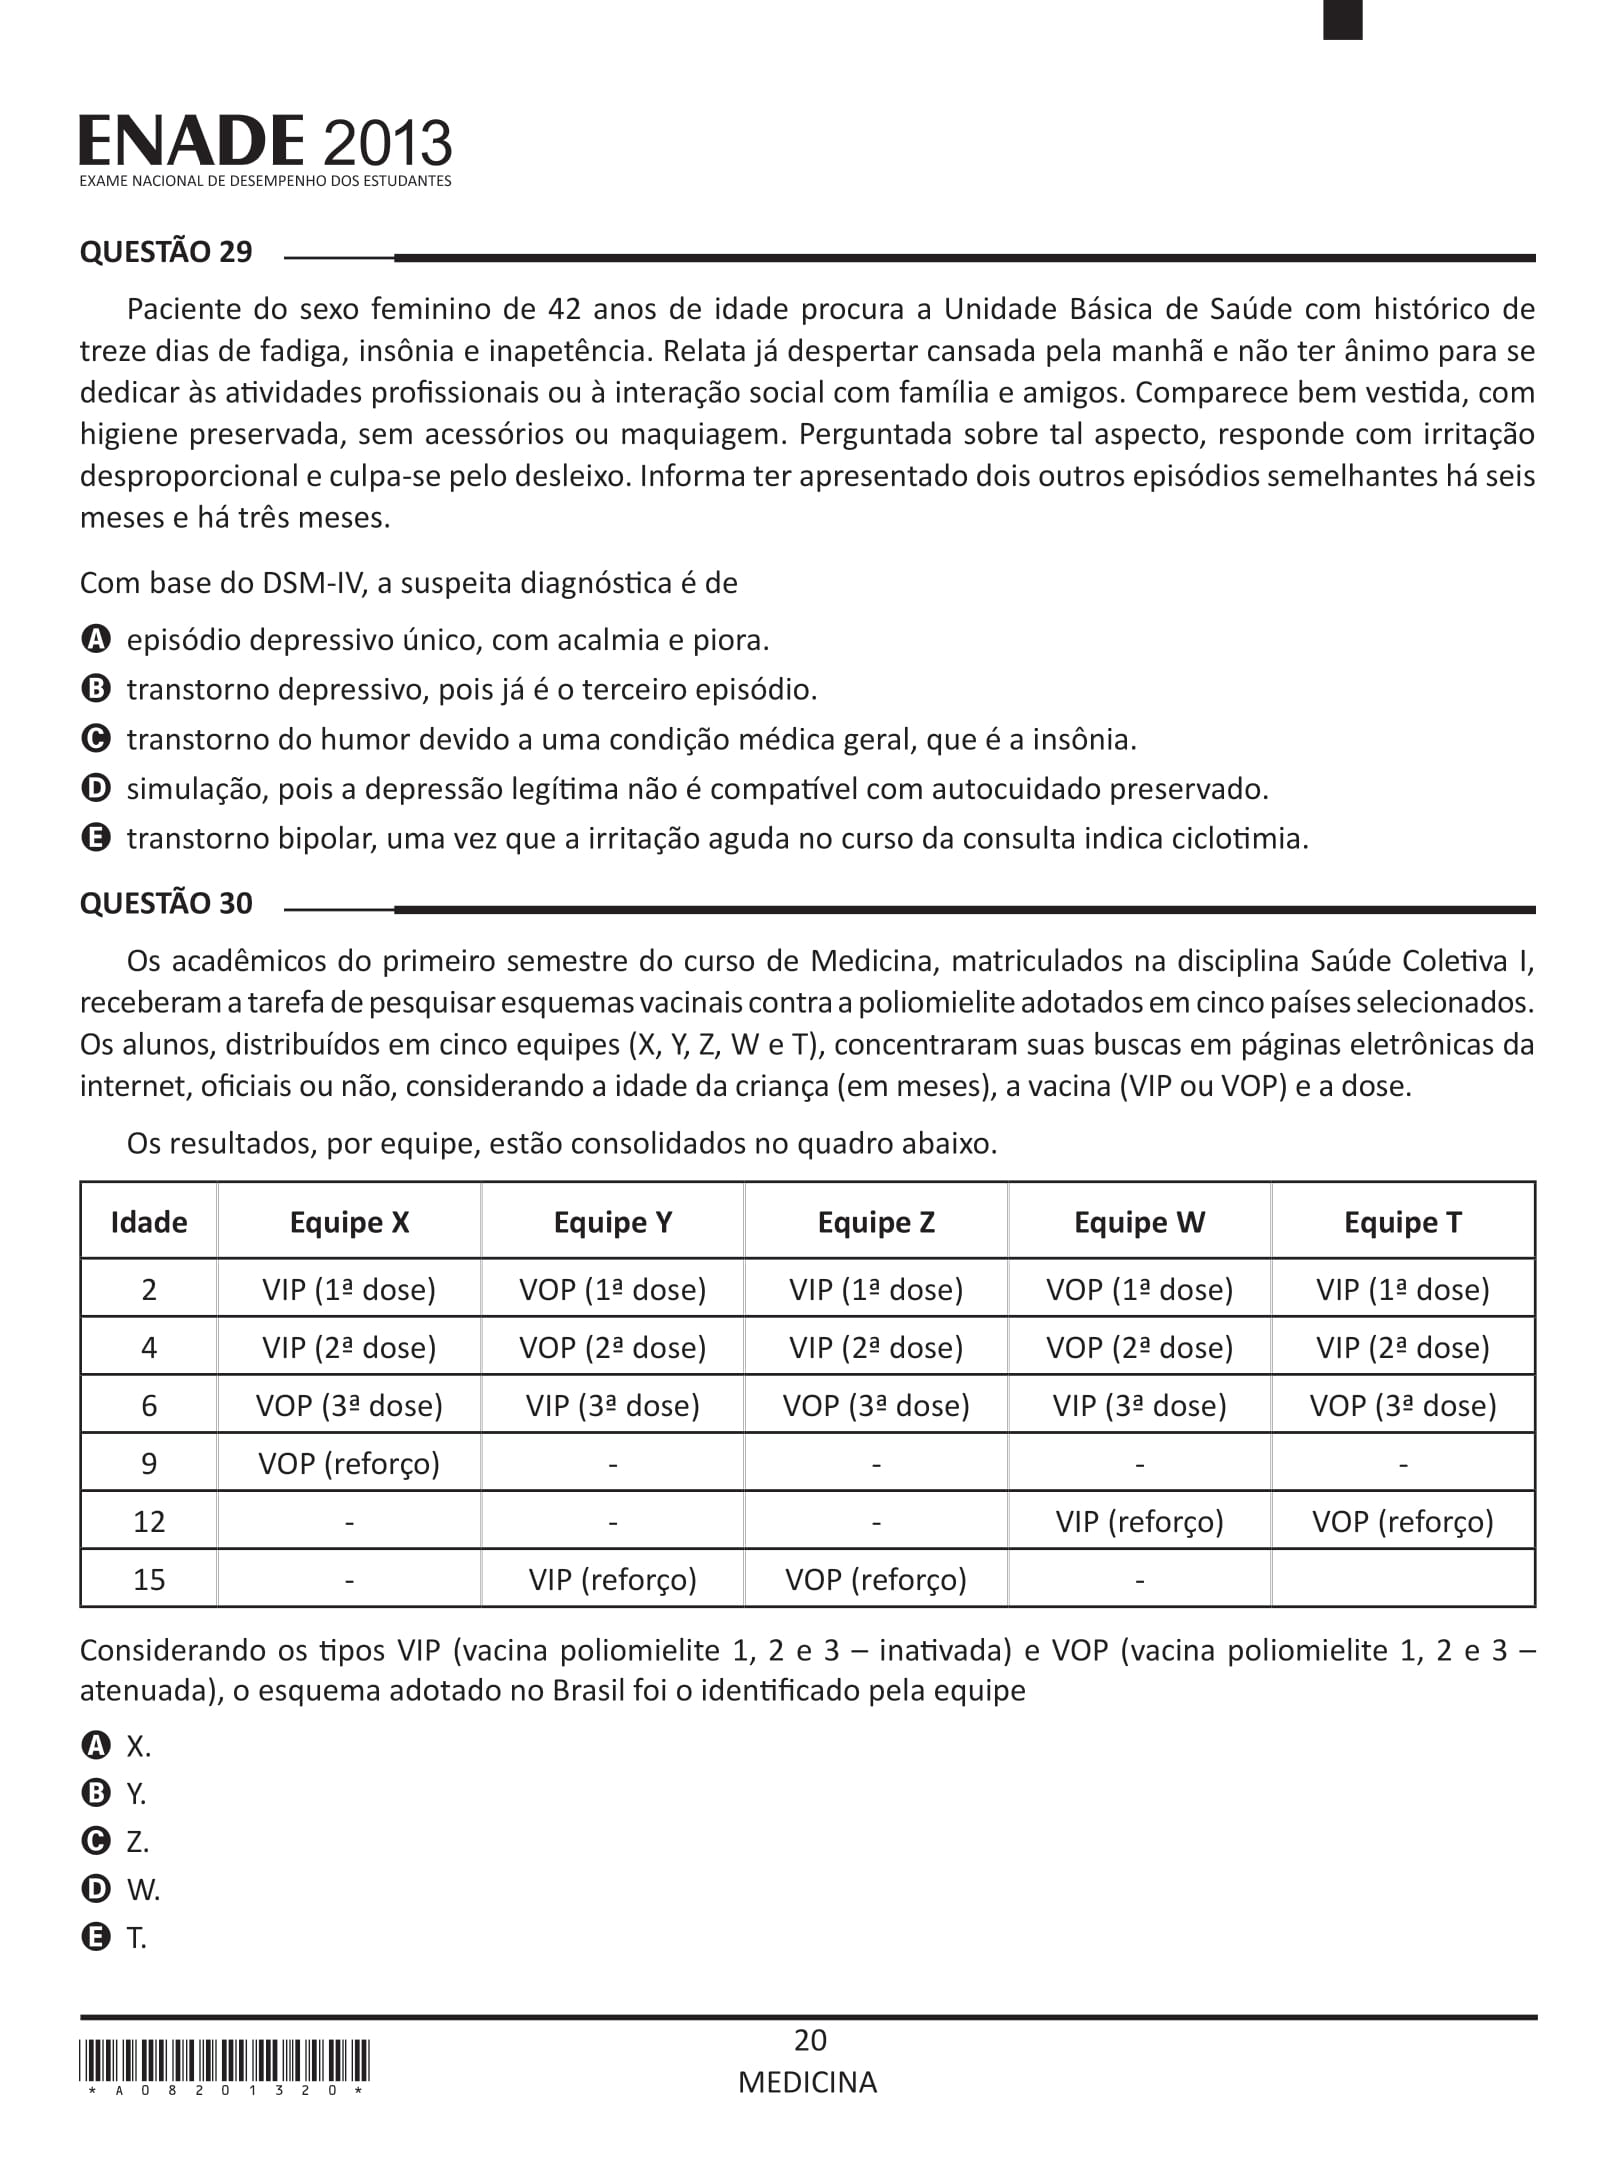 ENADE 2013
EXAME NACIONAL DE DESEMPENHO DOS ESTUDANTES
QUESTÃO 29
Paciente do sexo feminino de 42 anos de idade procura a Unidade Básica de Saúde com histórico de
treze dias de fadiga, insônia e inapetência. Relata já despertar cansada pela manhã e não ter ânimo para se
dedicar às atividades profissionais ou à interação social com família e amigos. Comparece bem vestida, com
higiene preservada, sem acessórios ou maquiagem. Perguntada sobre tal aspecto, responde com irritação
desproporcional e culpa-se pelo desleixo. Informa ter apresentado dois outros episódios semelhantes há seis
meses e há três meses.
Com base do DSM-IV, a suspeita diagnóstica é de
A episódio depressivo único, com acalmia e piora.
B transtorno depressivo, pois já é o terceiro episódio.
C transtorno do humor devido a uma condição médica geral, que é a insônia.
D simulação, pois a depressão legítima não é compatível com autocuidado preservado.
E transtorno bipolar, uma vez que a irritação aguda no curso da consulta indica ciclotimia.
QUESTÃO 30
Os acadêmicos do primeiro semestre do curso de Medicina, matriculados na disciplina Saúde Coletiva I,
receberam a tarefa de pesquisar esquemas vacinais contra a poliomielite adotados em cinco países selecionados.
Os alunos, distribuídos em cinco equipes (X, Y, Z, W e T), concentraram suas buscas em páginas eletrônicas da
internet, oficiais ou não, considerando a idade da criança (em meses), a vacina (VIP ou VOP) e a dose.
Os resultados, por equipe, estão consolidados no quadro abaixo.
Idade Equipe X Equipe Y Equipe Z Equipe W Equipe T
2 VIP (1ª dose) VOP (1ª dose) VIP (1ª dose) VOP (1ª dose) VIP (1ª dose)
4 VIP (2ª dose) VOP (2ª dose) VIP (2ª dose) VOP (2ª dose) VIP (2ª dose)
6 VOP (3ª dose) VIP (3ª dose) VOP (3ª dose) VIP (3ª dose) VOP (3ª dose)
9 VOP (reforço) - - - -
12 - - - VIP (reforço) VOP (reforço)
15 - VIP (reforço) VOP (reforço) -
Considerando os tipos VIP (vacina poliomielite 1, 2 e 3 – inativada) e VOP (vacina poliomielite 1, 2 e 3 –
atenuada), o esquema adotado no Brasil foi o identificado pela equipe
A X.
B Y.
C Z.
D W.
E T.
20
MEDICINA
* A 0 8 2 0 1 3 2 0 *